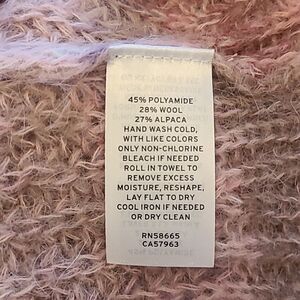 45% POLYAMIDE
28% WOOL
27% ALPACA
HAND WASH COLD,
WITH LIKE COLORS
ONLY NON-CHLORINE
BLEACH IF NEEDED
ROLL IN TOWEL TO
REMOVE EXCESS
MOISTURE, RESHAPE,
LAY FLAT TO DRY
COOL IRON IF NEEDED
OR DRY CLEAN
RN58665
CA57963